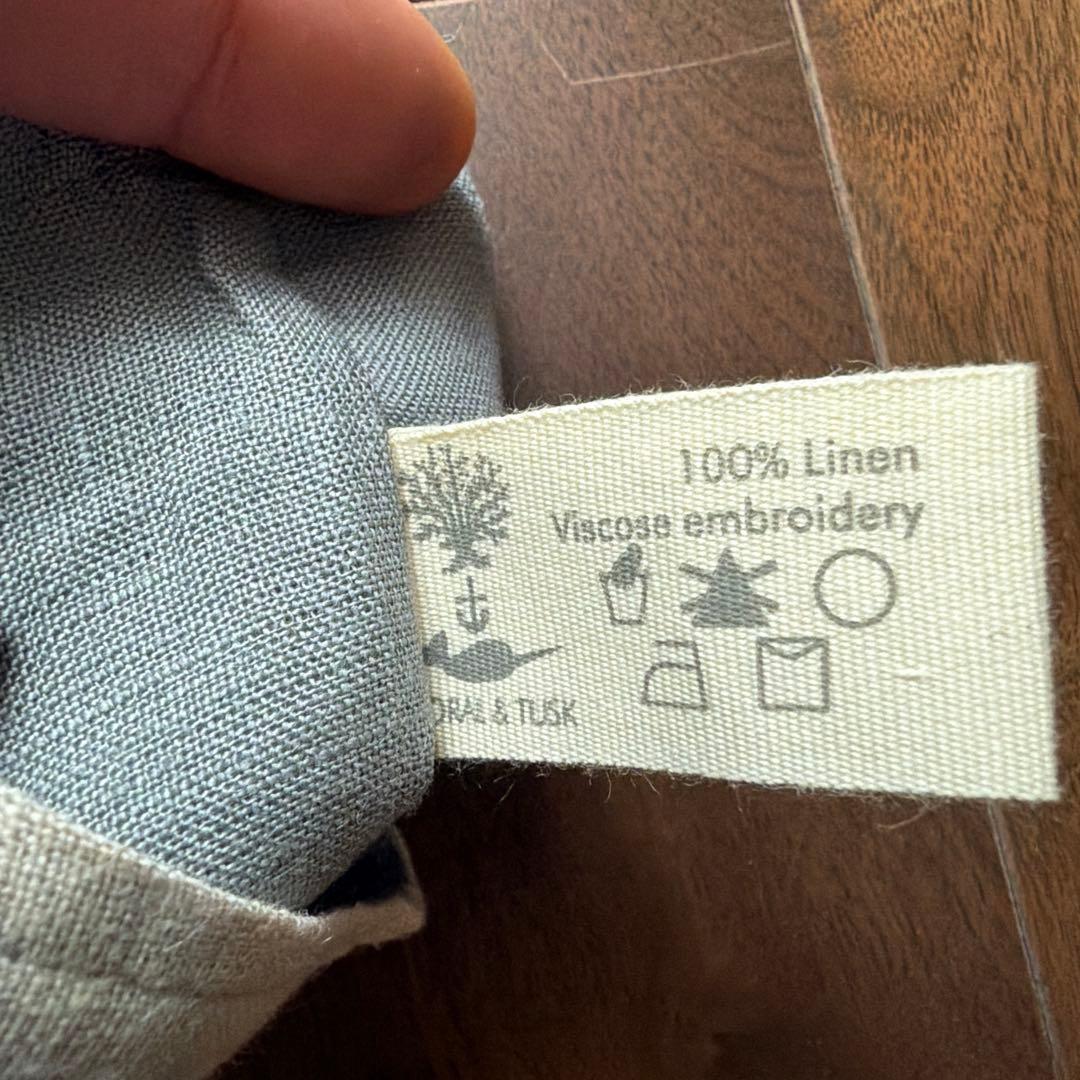 100% Linen
Viscose embroidery
ORAL & TUSK